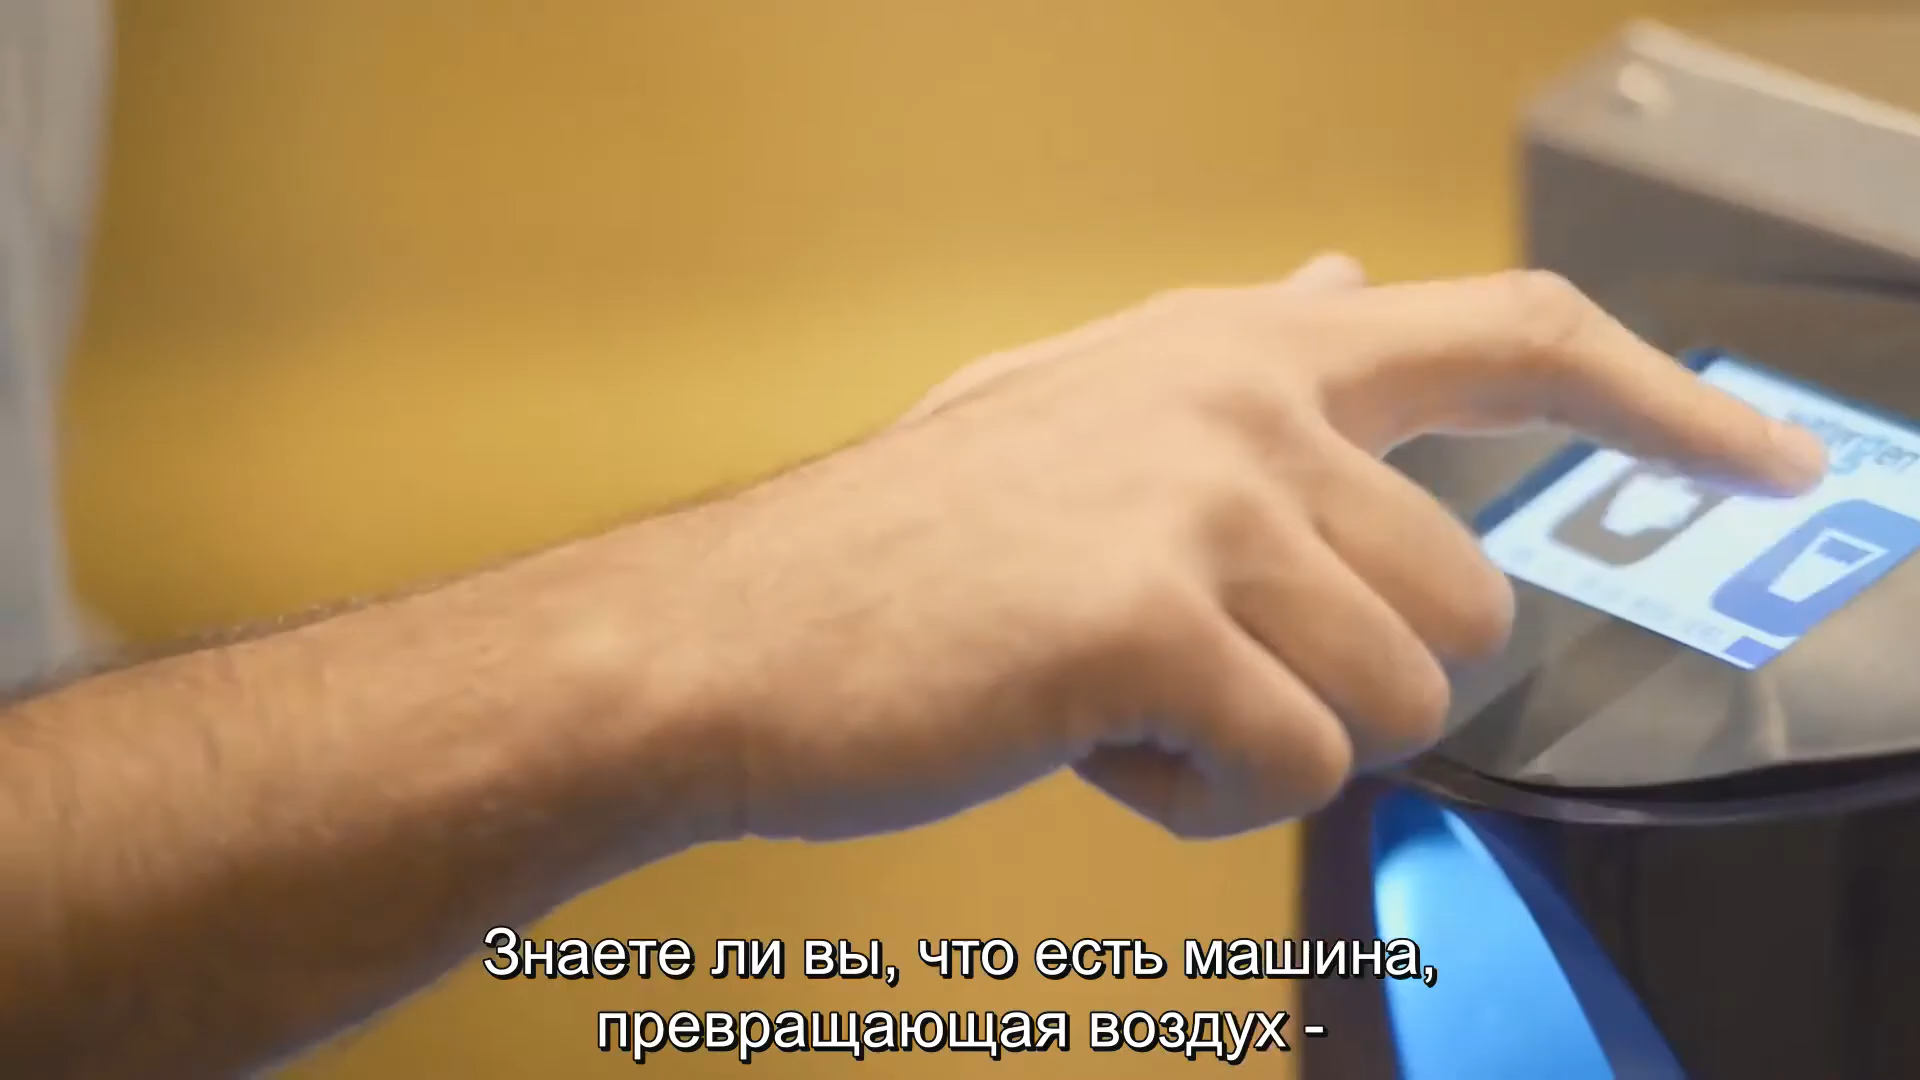 Знаете ли вы, что есть машина,
превращающая воздух -